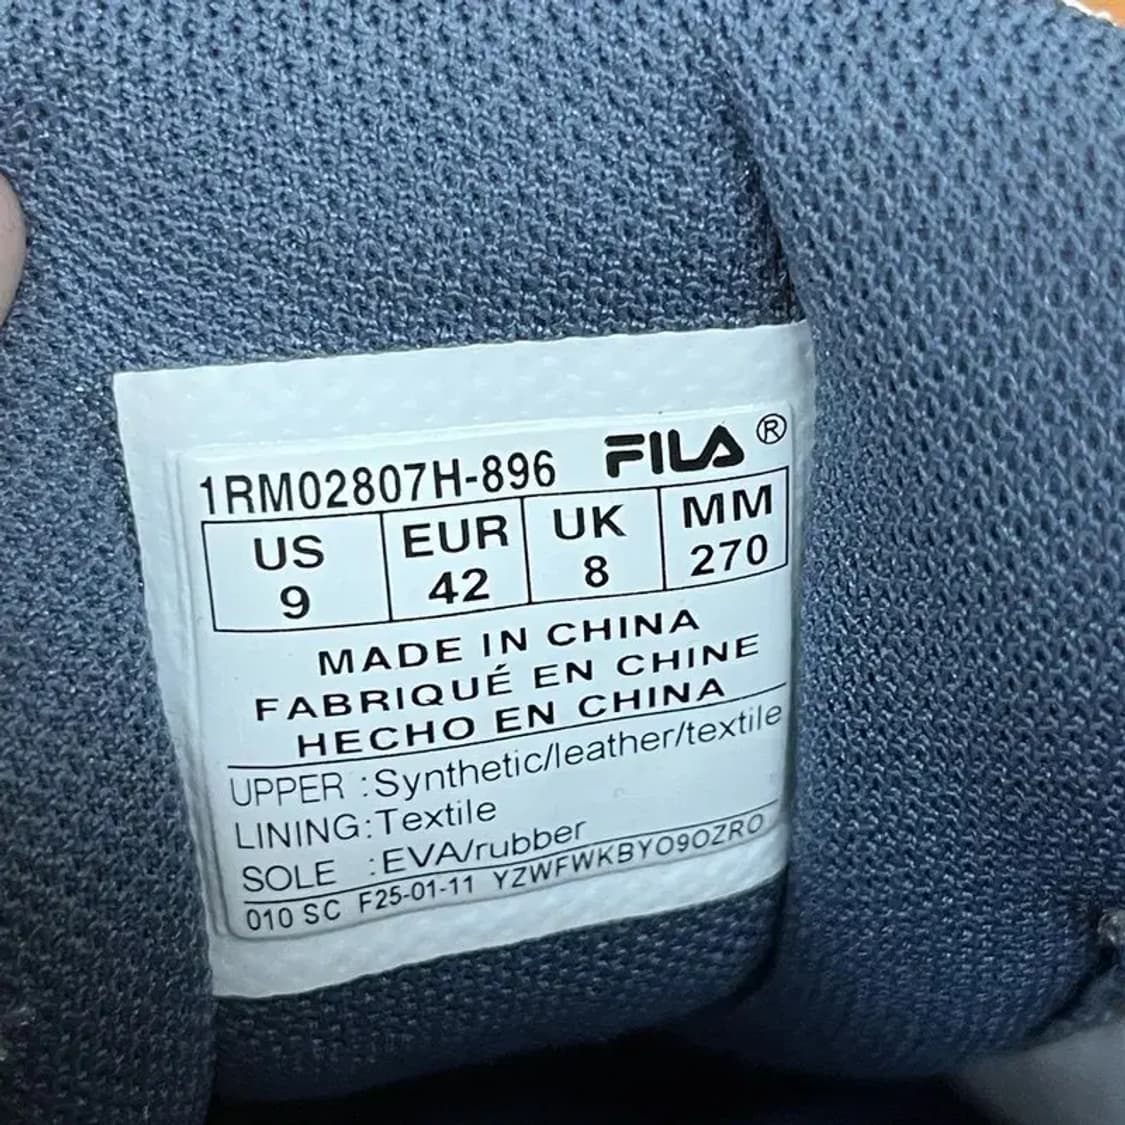 1RM02807H-896 FILA ®
US EUR UK MM
9 42 8 270
MADE IN CHINA
FABRIQUÉ EN CHINE
HECHO EN CHINA
UPPER :Synthetic/leather/textile
LINING:Textile
SOLE :EVA/rubber
010 SC F25-01-11 YZWFWKBYO9OZRO